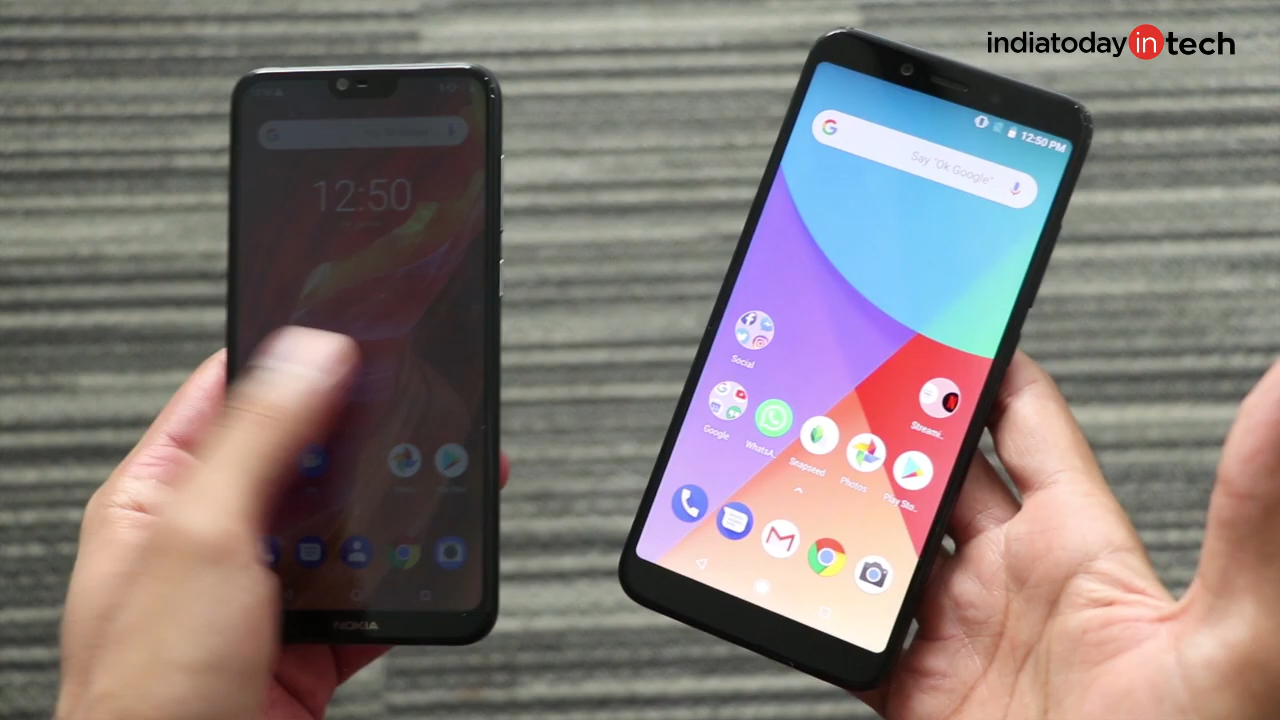 indiatoday in tech
12:50
NOKIA
12:50 PM
Say "Ok Google"
Social
Google
WhatsA..
Snapseed
Photos
Play Sto..
Streami..